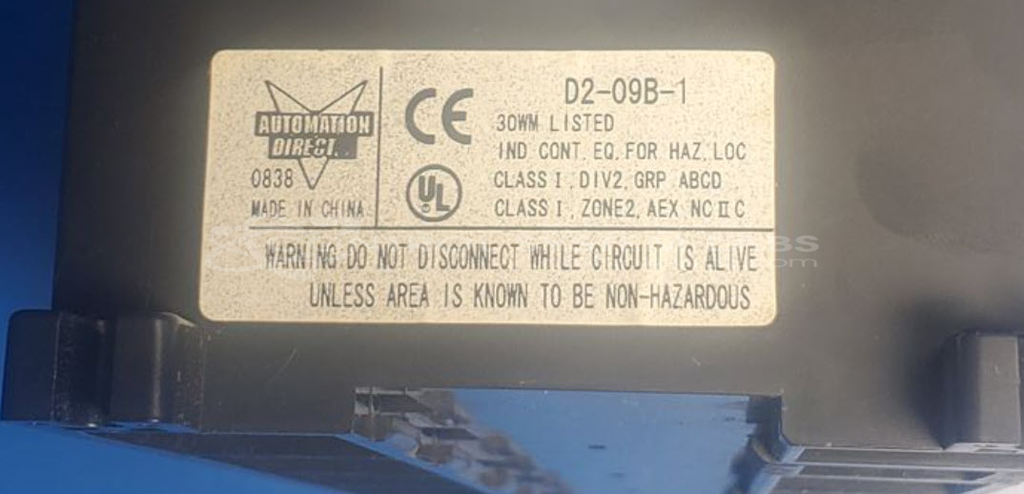 AUTOMATION
DIRECT
0838
MADE IN CHINA
CE
UL
D2-09B-1
30WM LISTED
IND CONT. EQ. FOR HAZ. LOC
CLASS I, DIV2, GRP ABCD
CLASS I, ZONE2, AEX NC II C
WARNING:DO NOT DISCONNECT WHILE CIRCUIT IS ALIVE
UNLESS AREA IS KNOWN TO BE NON-HAZARDOUS